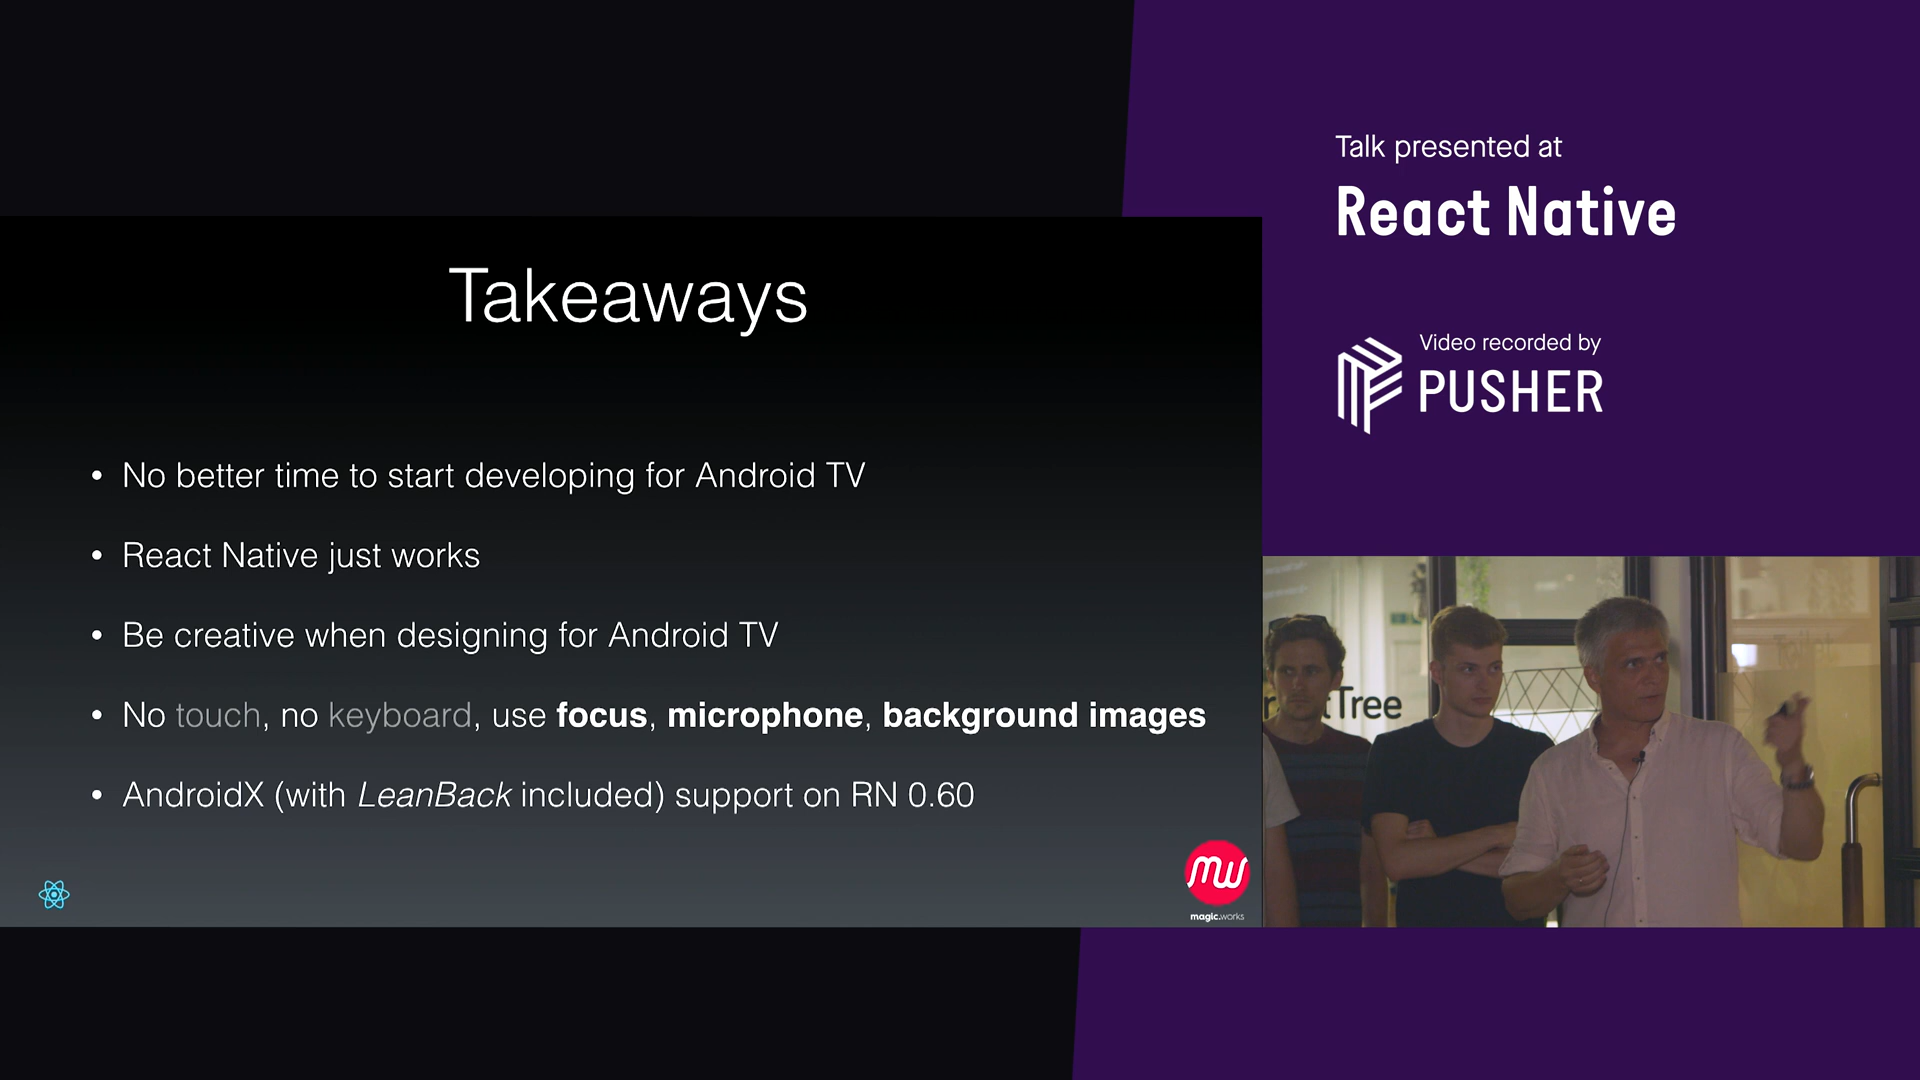 Talk presented at
React Native
Video recorded by
PUSHER
Takeaways
• No better time to start developing for Android TV
• React Native just works
• Be creative when designing for Android TV
• No touch, no keyboard, use focus, microphone, background images
• AndroidX (with LeanBack included) support on RN 0.60
mw
magic.works
Tree